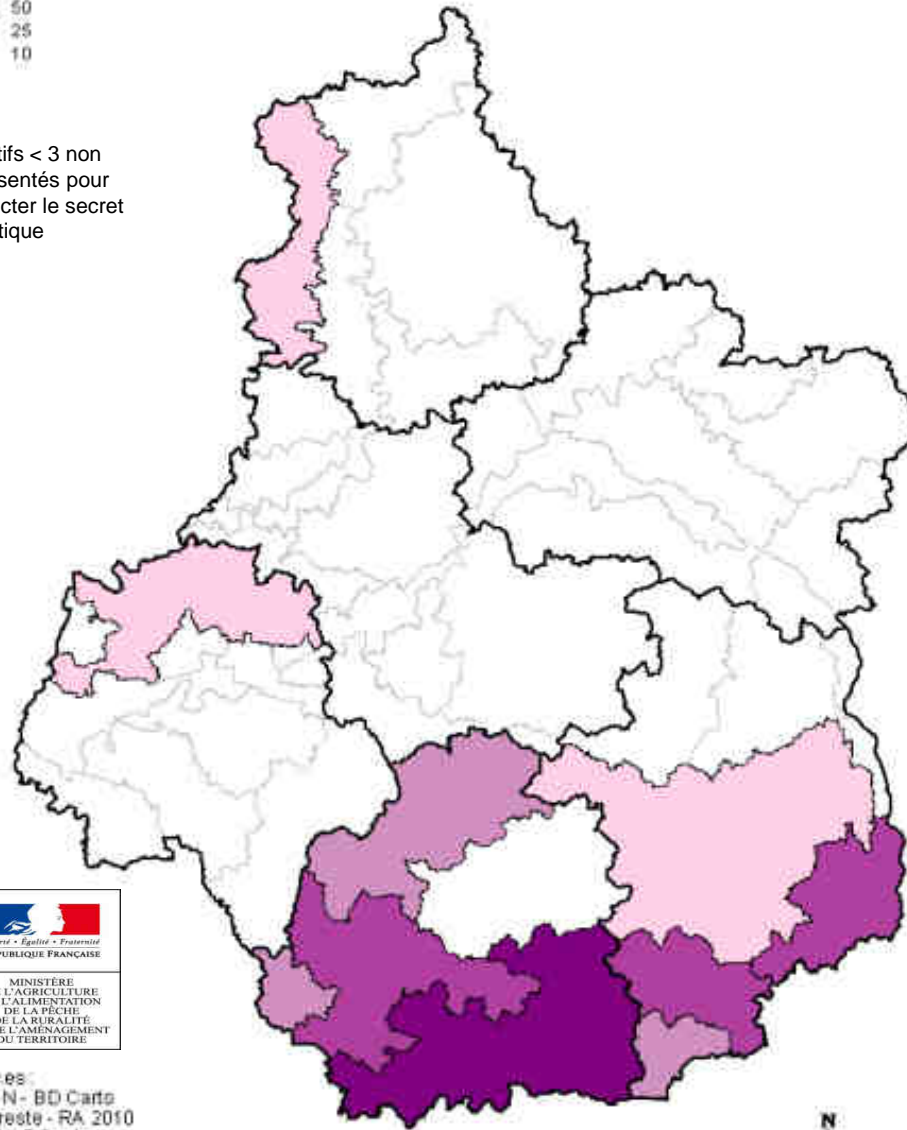 50
25
10
tifs < 3 non
sentés pour
cter le secret
tique
rté • Égalité • Fraternité
PUBLIQUE FRANÇAISE
MINISTÈRE
L'AGRICULTURE
L'ALIMENTATION
DE LA PÊCHE
DE LA RURALITÉ
E L'AMÉNAGEMENT
DU TERRITOIRE
es :
N - BD Carto
reste - RA 2010
N